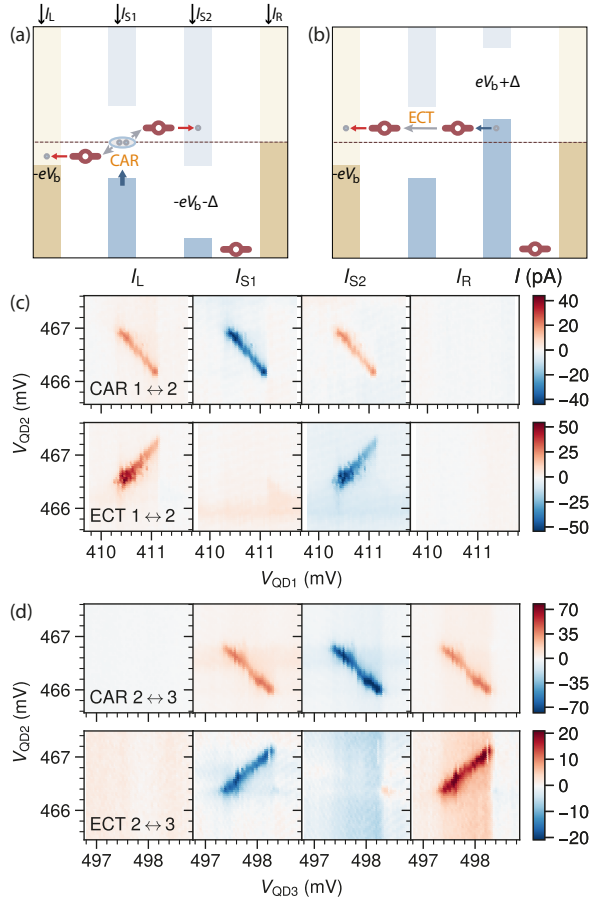 I_L I_S1 I_S2 I_R
(a) (b)
eV_b+Δ
ECT
CAR
-eV_b -eV_b
-eV_b-Δ
I_L I_S1 I_S2 I_R I (pA)
(c)
467
466
CAR 1↔2
40
20
0
−20
−40
467
466
ECT 1↔2
50
25
0
−25
−50
V_QD2 (mV)
410 411 410 411 410 411 410 411
V_QD1 (mV)
(d)
467
466
CAR 2↔3
70
35
0
−35
−70
467
466
ECT 2↔3
20
10
0
−10
−20
V_QD2 (mV)
497 498 497 498 497 498 497 498
V_QD3 (mV)